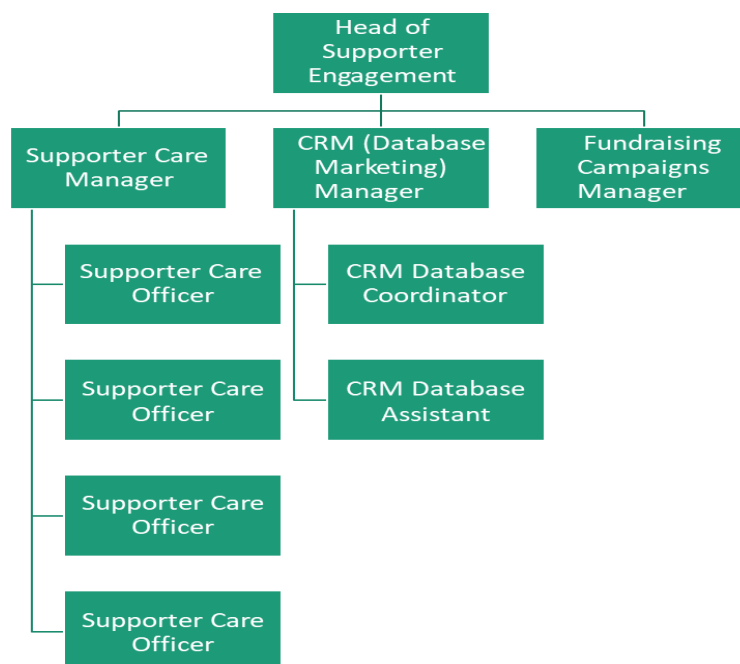 Head of
Supporter
Engagement
Supporter Care
Manager
CRM (Database
Marketing)
Manager
Fundraising
Campaigns
Manager
Supporter Care
Officer
CRM Database
Coordinator
Supporter Care
Officer
CRM Database
Assistant
Supporter Care
Officer
Supporter Care
Officer